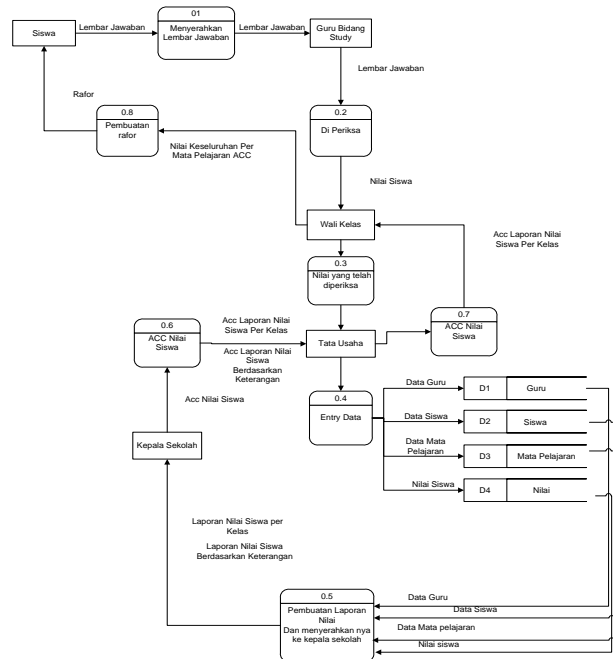 Siswa
Lembar Jawaban
01
Menyerahkan
Lembar Jawaban
Lembar Jawaban
Guru Bidang
Study
Lembar Jawaban
Rafor
0.8
Pembuatan
rafor
0.2
Di Periksa
Nilai Keseluruhan Per
Mata Pelajaran ACC
Nilai Siswa
Wali Kelas
Acc Laporan Nilai
Siswa Per Kelas
0.3
Nilai yang telah
diperiksa
0.6
ACC Nilai
Siswa
Acc Laporan Nilai
Siswa Per Kelas
Acc Laporan Nilai
Siswa
Berdasarkan
Keterangan
Tata Usaha
0.7
ACC Nilai
Siswa
Acc Nilai Siswa
0.4
Entry Data
Data Guru
D1
Guru
Data Siswa
D2
Siswa
Data Mata
Pelajaran
D3
Mata Pelajaran
Nilai Siswa
D4
Nilai
Kepala Sekolah
Laporan Nilai Siswa per
Kelas
Laporan Nilai Siswa
Berdasarkan Keterangan
0.5
Pembuatan Laporan
Nilai
Dan menyerahkan nya
ke kepala sekolah
Data Guru
Data Siswa
Data Mata pelajaran
Nilai siswa